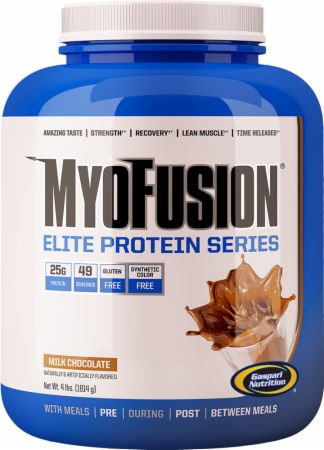 AMAZING TASTE | STRENGTH†* | RECOVERY†* | LEAN MUSCLE†* | TIME RELEASED*
MYOFUSION®
ELITE PROTEIN SERIES
25G PROTEIN
49 SERVINGS
GLUTEN FREE
SYNTHETIC COLOR FREE
MILK CHOCOLATE
NATURALLY & ARTIFICIALLY FLAVORED
Net Wt. 4 lbs. (1814g)
Gaspari
Nutrition®
WITH MEALS | PRE | DURING | POST | BETWEEN MEALS